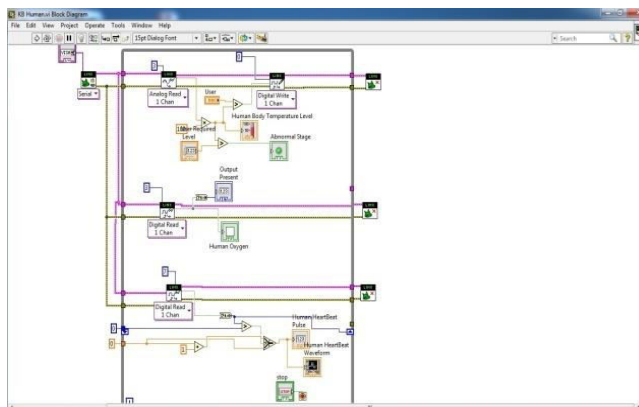 KB Human.vi Block Diagram
File Edit View Project Operate Tools Window Help
15pt Dialog Font
Search
Serial
Analog Read
1 Chan
User
Digital Write
1 Chan
Human Body Temperature Level
Required
Level
Abnormal Stage
Output
Present
Digital Read
1 Chan
Human Oxygen
Digital Read
1 Chan
Human HeartBeat
Pulse
Human HeartBeat
Waveform
stop